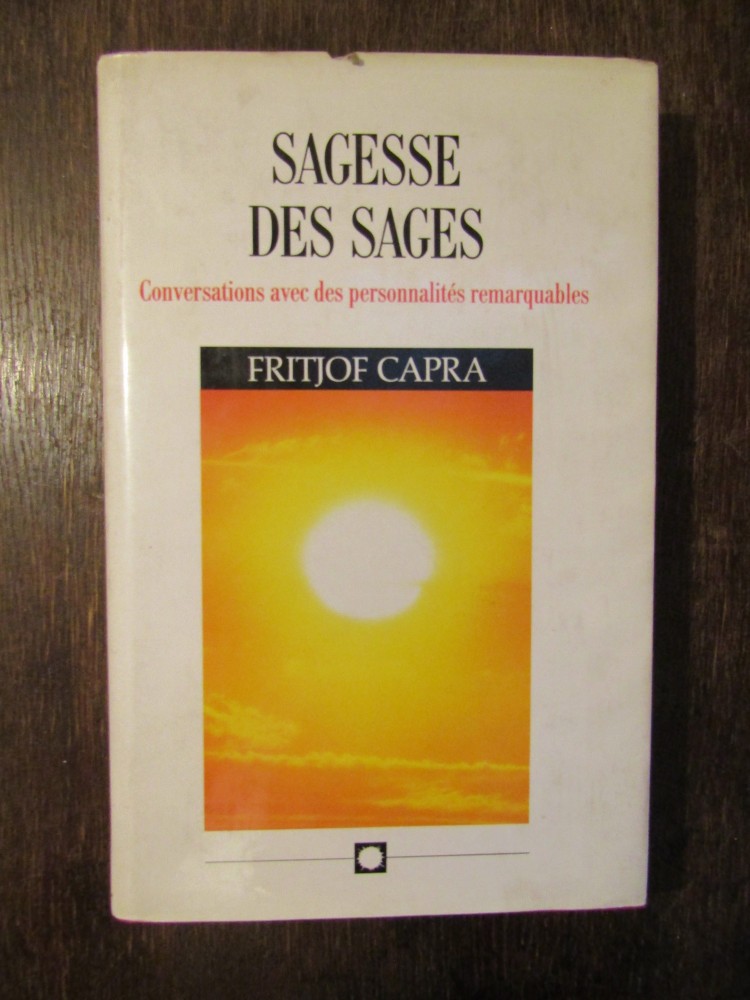 SAGESSE
DES SAGES
Conversations avec des personnalités remarquables
FRITJOF CAPRA